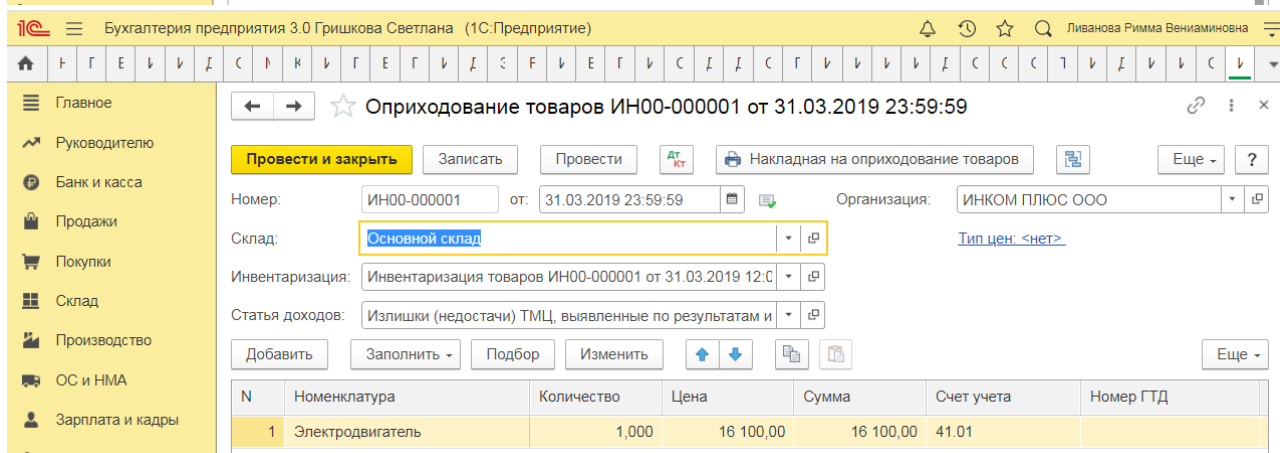 1С Бухгалтерия предприятия 3.0 Гришкова Светлана (1С:Предприятие) Ливанова Римма Вениаминовна
Главное
Руководителю
Банк и касса
Продажи
Покупки
Склад
Производство
ОС и НМА
Зарплата и кадры
Оприходование товаров ИН00-000001 от 31.03.2019 23:59:59
Провести и закрыть Записать Провести Дт Кт Накладная на оприходование товаров Еще ?
Номер: ИН00-000001 от: 31.03.2019 23:59:59 Организация: ИНКОМ ПЛЮС ООО
Склад: Основной склад Тип цен: <нет>
Инвентаризация: Инвентаризация товаров ИН00-000001 от 31.03.2019 12:0
Статья доходов: Излишки (недостачи) ТМЦ, выявленные по результатам и
Добавить Заполнить Подбор Изменить Еще
N Номенклатура Количество Цена Сумма Счет учета Номер ГТД
1 Электродвигатель 1,000 16 100,00 16 100,00 41.01